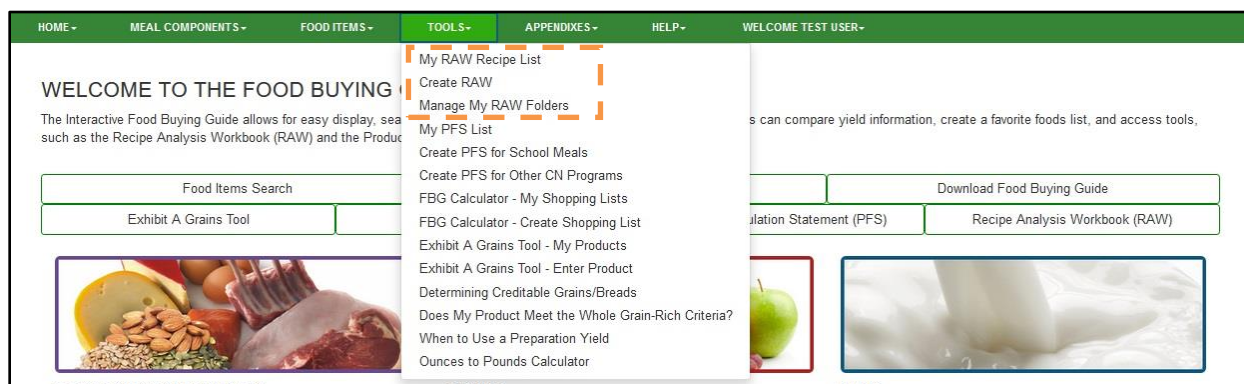 HOME MEAL COMPONENTS FOOD ITEMS TOOLS APPENDIXES HELP WELCOME TEST USER
My RAW Recipe List
Create RAW
Manage My RAW Folders
My PFS List
Create PFS for School Meals
Create PFS for Other CN Programs
FBG Calculator - My Shopping Lists
FBG Calculator - Create Shopping List
Exhibit A Grains Tool - My Products
Exhibit A Grains Tool - Enter Product
Determining Creditable Grains/Breads
Does My Product Meet the Whole Grain-Rich Criteria?
When to Use a Preparation Yield
Ounces to Pounds Calculator
WELCOME TO THE FOOD BUYING
The Interactive Food Buying Guide allows for easy display, s can compare yield information, create a favorite foods list, and access tools,
such as the Recipe Analysis Workbook (RAW) and the
Food Items Search Download Food Buying Guide
Exhibit A Grains Tool Statement (PFS) Recipe Analysis Workbook (RAW)